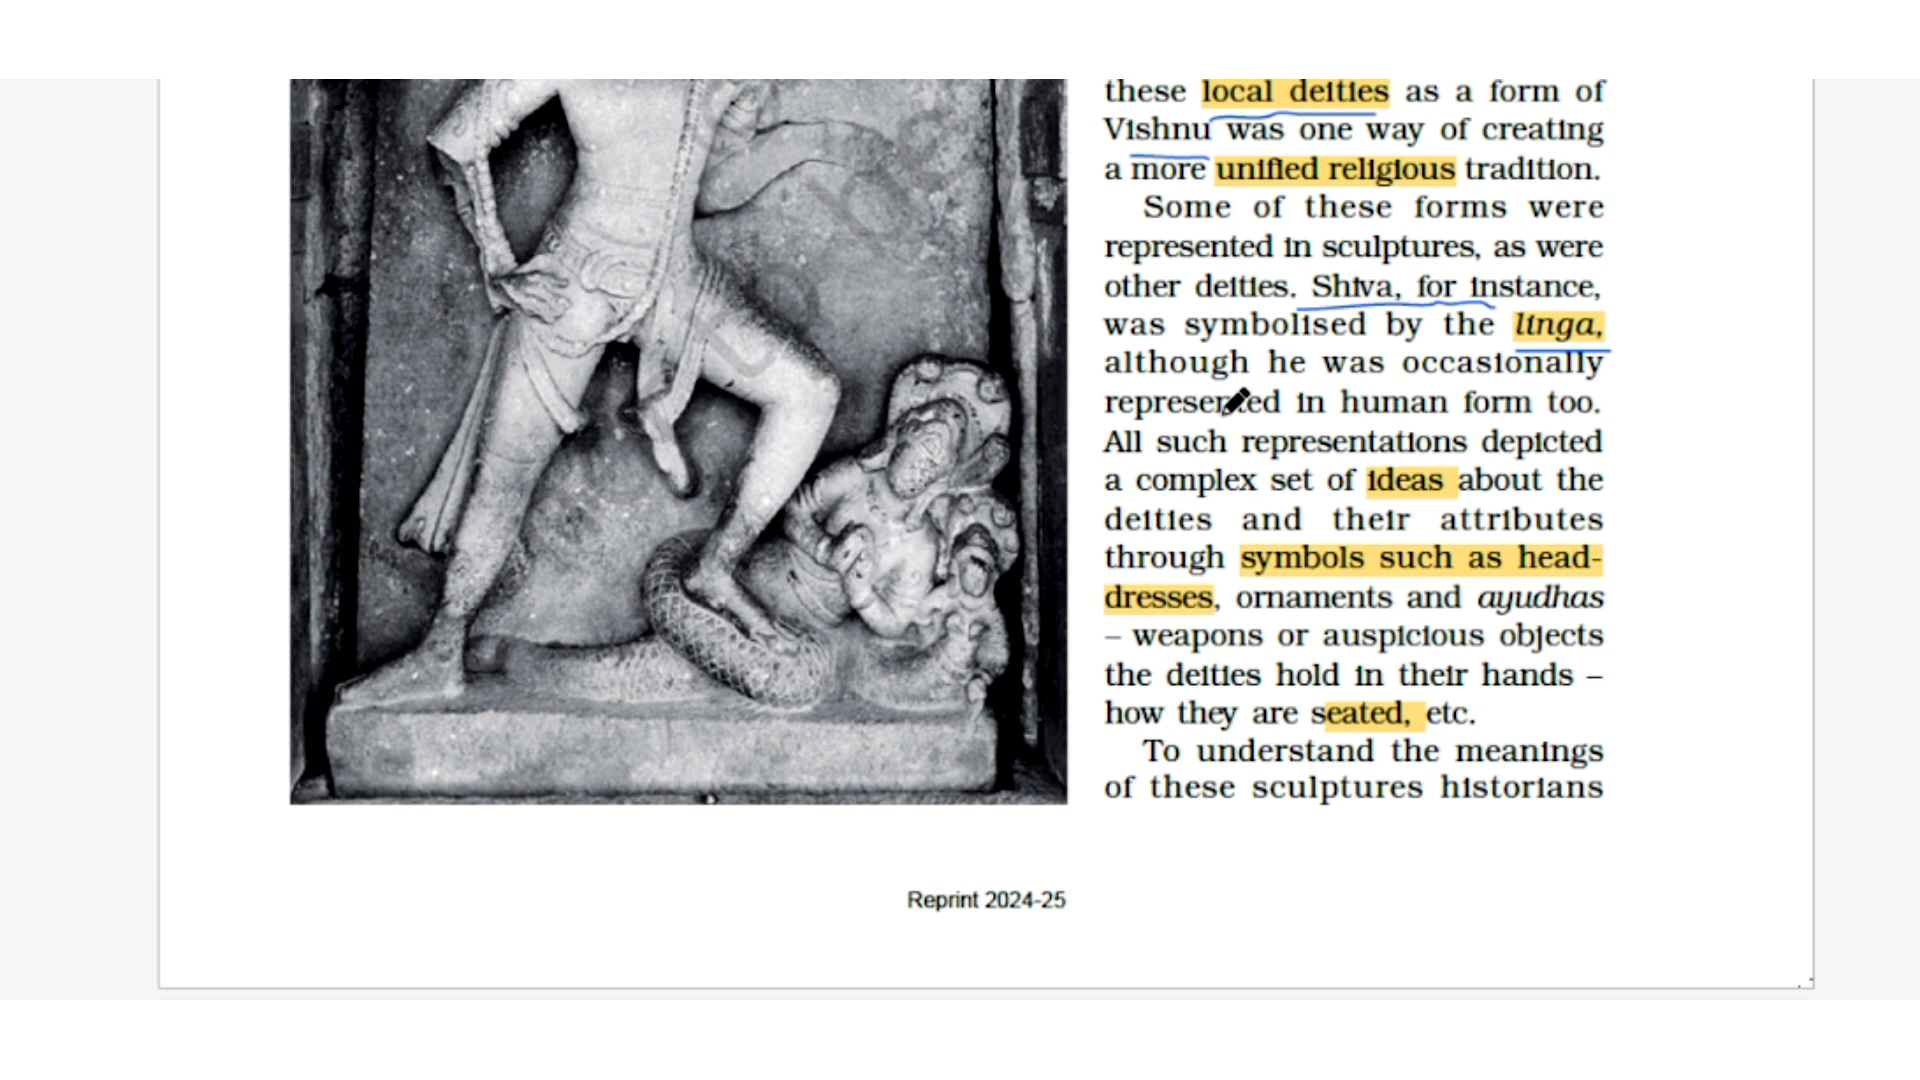 these local deities as a form of
Vishnu was one way of creating
a more unified religious tradition.
Some of these forms were
represented in sculptures, as were
other deities. Shiva, for instance,
was symbolised by the linga,
although he was occasionally
represented in human form too.
All such representations depicted
a complex set of ideas about the
deities and their attributes
through symbols such as head-
dresses, ornaments and ayudhas
– weapons or auspicious objects
the deities hold in their hands –
how they are seated, etc.
To understand the meanings
of these sculptures historians
Reprint 2024-25